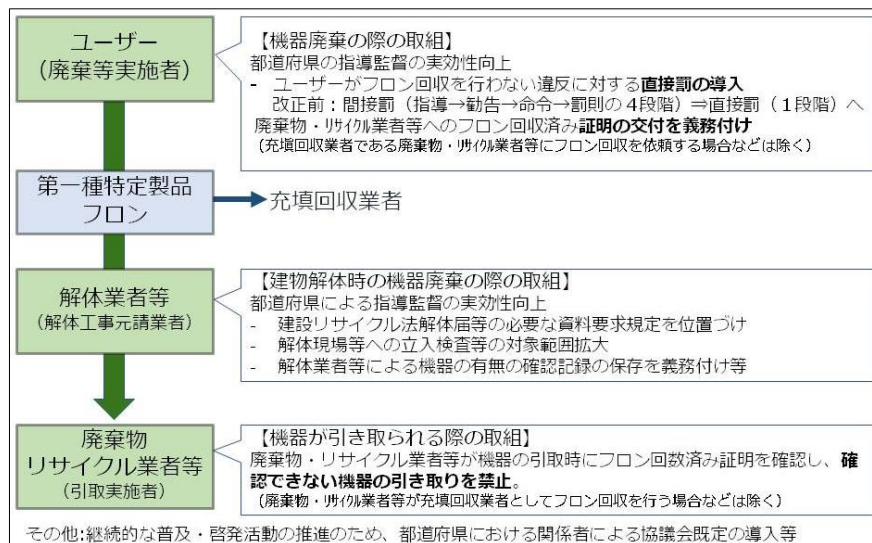 ユーザー
(廃棄等実施者)
【機器廃棄の際の取組】
都道府県の指導監督の実効性向上
- ユーザーがフロン回収を行わない違反に対する直接罰の導入
改正前：間接罰（指導→勧告→命令→罰則の４段階）⇒直接罰（１段階）へ
廃棄物・リサイクル業者等へのフロン回収済み証明の交付を義務付け
(充填回収業者である廃棄物・リサイクル業者等にフロン回収を依頼する場合などは除く)
第一種特定製品
フロン
充填回収業者
解体業者等
(解体工事元請業者)
【建物解体時の機器廃棄の際の取組】
都道府県による指導監督の実効性向上
- 建設リサイクル法解体届等の必要な資料要求規定を位置づけ
- 解体現場等への立入検査等の対象範囲拡大
- 解体業者等による機器の有無の確認記録の保存を義務付け等
廃棄物
リサイクル業者等
(引取実施者)
【機器が引き取られる際の取組】
廃棄物・リサイクル業者等が機器の引取時にフロン回数済み証明を確認し、確
認できない機器の引き取りを禁止。
(廃棄物・リサイクル業者等が充填回収業者としてフロン回収を行う場合などは除く)
その他:継続的な普及・啓発活動の推進のため、都道府県における関係者による協議会既定の導入等